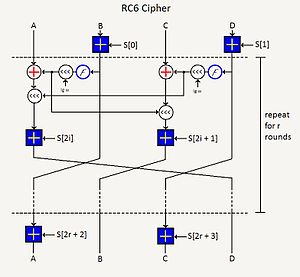 RC6 Cipher
A B C D
S[0] S[1]
<<< f <<< f
lg w lg w
<<< <<<
S[2i] S[2i + 1]
repeat
for r
rounds
S[2r + 2] S[2r + 3]
A B C D